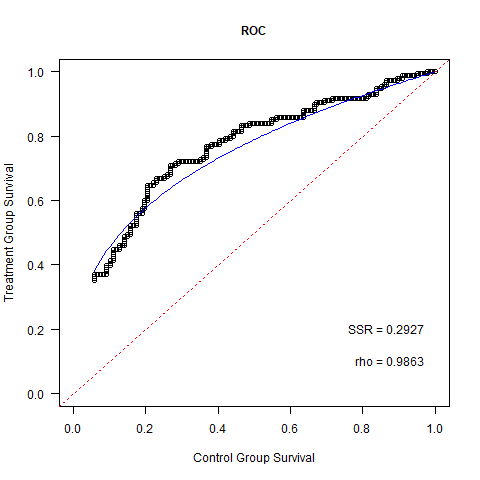 ROC
Treatment Group Survival
1.0
0.8
0.6
0.4
0.2
0.0
SSR = 0.2927
rho = 0.9863
0.0 0.2 0.4 0.6 0.8 1.0
Control Group Survival